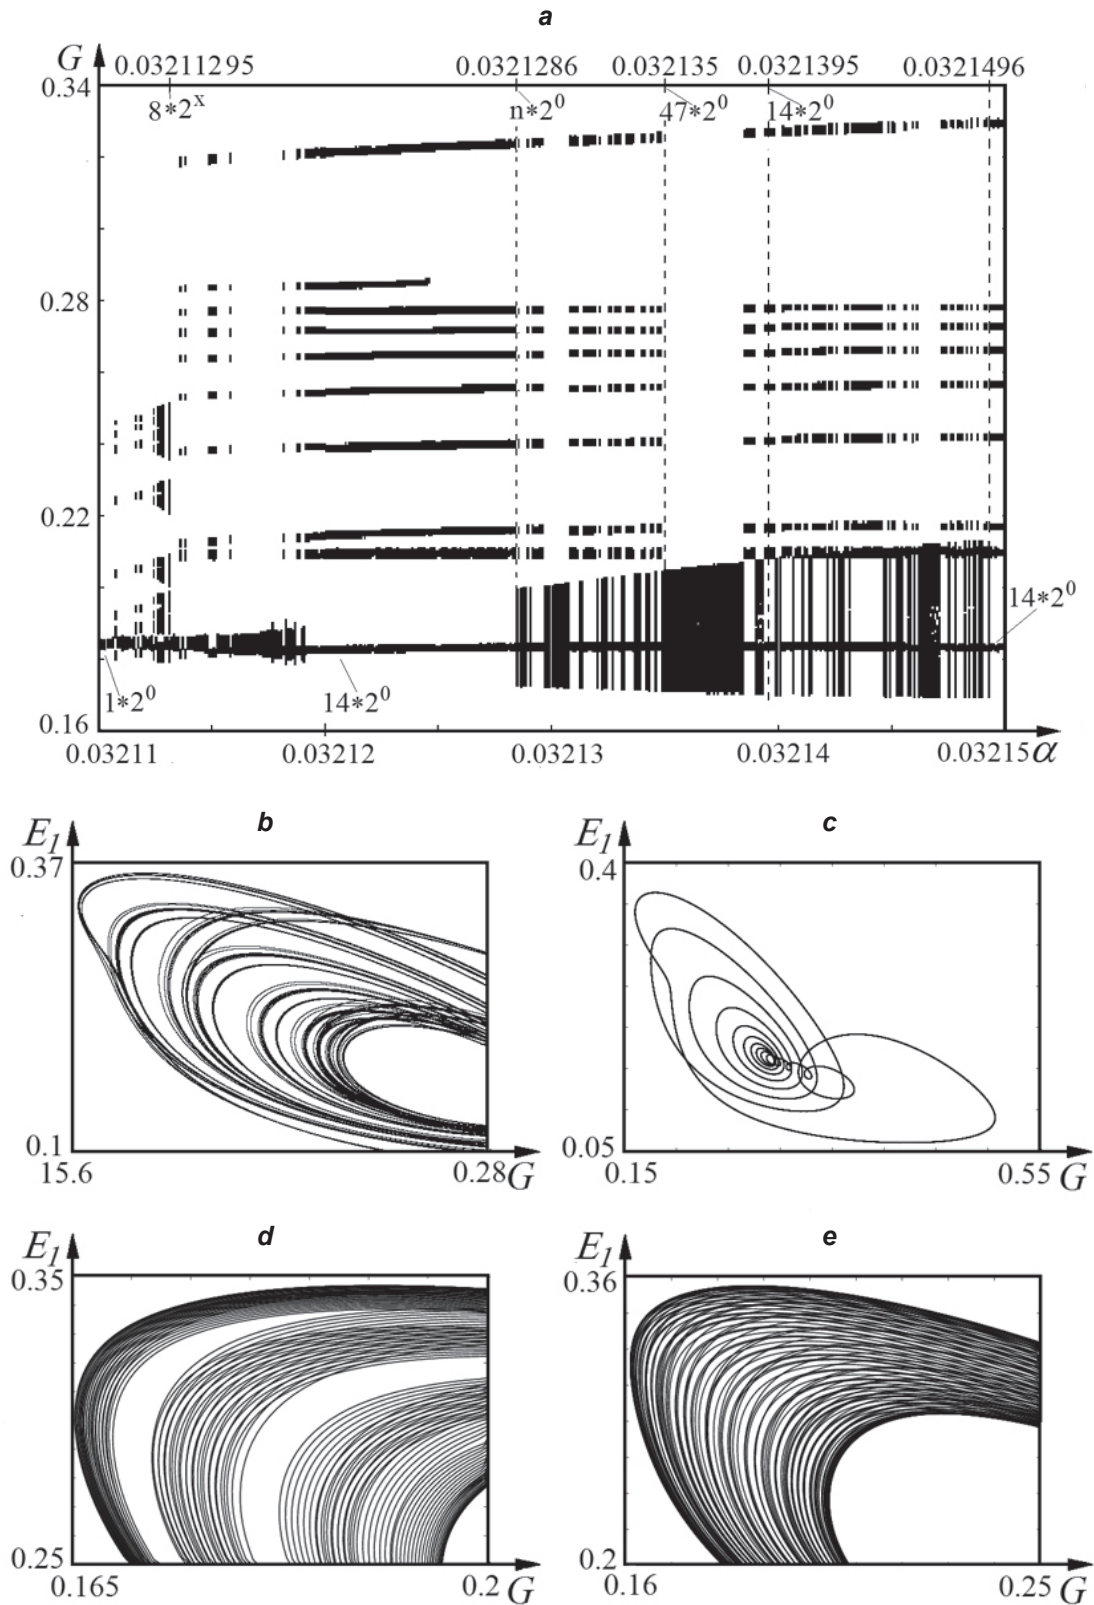 a
G
0.03211295 0.0321286 0.032135 0.0321395 0.0321496
0.34
8*2^x n*2^0 47*2^0 14*2^0
0.28
0.22
14*2^0
1*2^0 14*2^0
0.16
0.03211 0.03212 0.03213 0.03214 0.03215 α
b c
E₁ E₁
0.37 0.4
0.1 0.05
15.6 0.28 G 0.15 0.55 G
d e
E₁ E₁
0.35 0.36
0.25 0.2
0.165 0.2 G 0.16 0.25 G